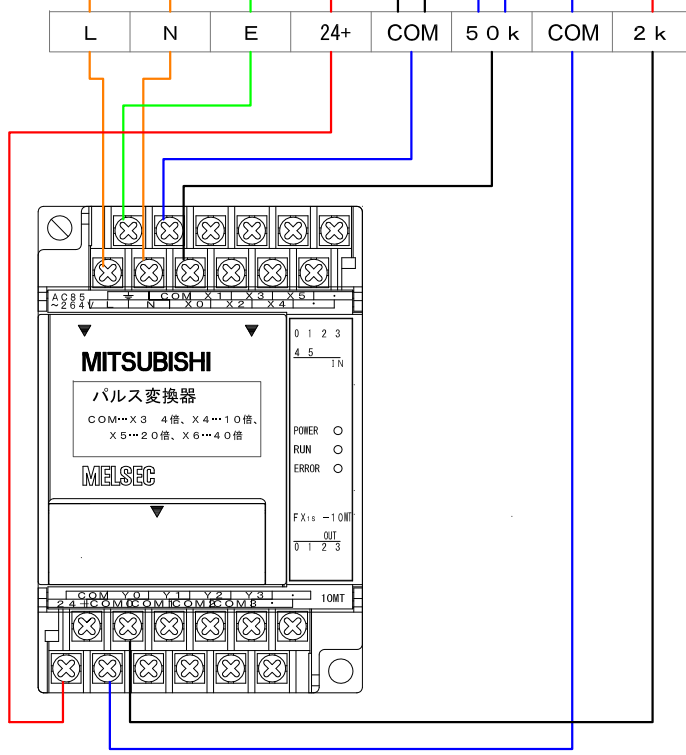 L N E 24+ COM 50k COM 2k
AC85 ⏚ COM X1 X3 X5 ・
~264V L N X0 X2 X4 ・
0 1 2 3
4 5
IN
MITSUBISHI
パルス変換器
COM…X3 4倍、X4…10倍、
X5…20倍、X6…40倍
POWER
RUN
ERROR
MELSEC
FX1S -10MT
OUT
0 1 2 3
COM Y0 Y1 Y2 Y3 ・
24+ COM0 COM1 COM2 COM3 ・
10MT